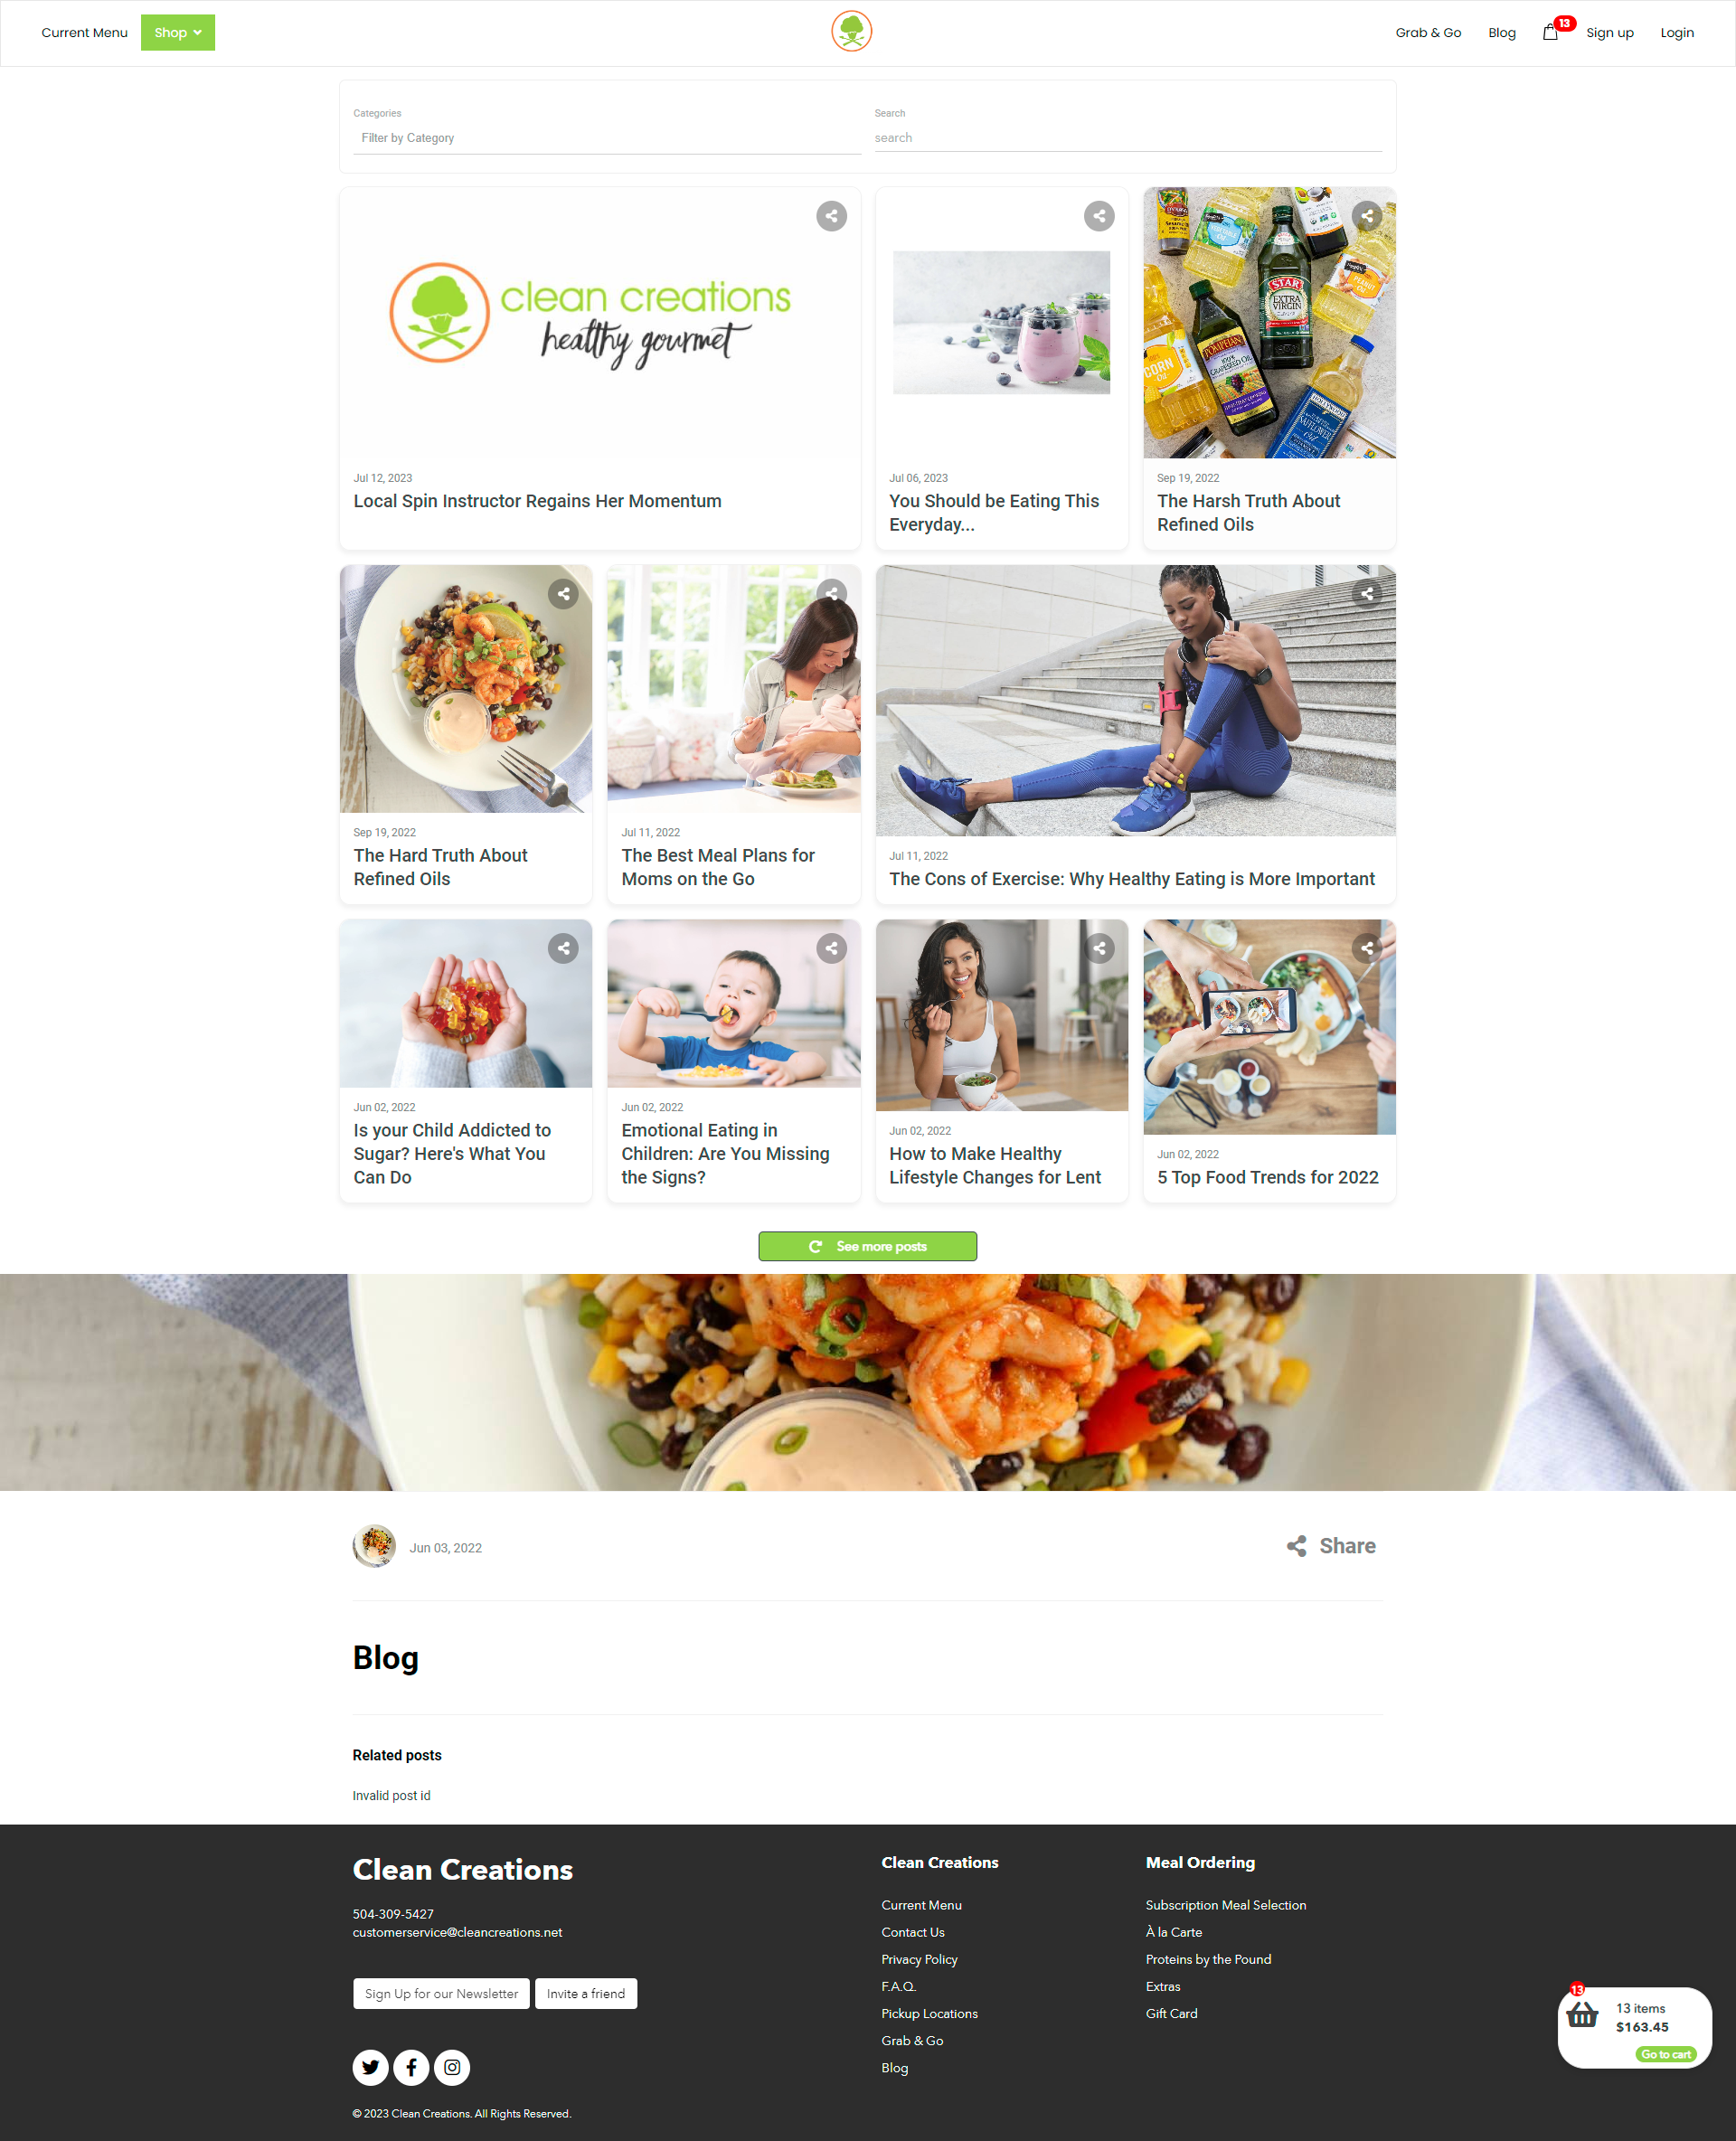 Current Menu
Shop
Grab & Go
Blog
13
Sign up
Login
Categories
Filter by Category
Search
search
clean creations
healthy gourmet
Jul 12, 2023
Local Spin Instructor Regains Her Momentum
Jul 06, 2023
You Should be Eating This
Everyday...
STAR
EXTRA
VIRGIN
POMPEIAN
100%
GRAPESEED OIL
CORN
Sep 19, 2022
The Harsh Truth About
Refined Oils
Sep 19, 2022
The Hard Truth About
Refined Oils
Jul 11, 2022
The Best Meal Plans for
Moms on the Go
Jul 11, 2022
The Cons of Exercise: Why Healthy Eating is More Important
Jun 02, 2022
Is your Child Addicted to
Sugar? Here's What You
Can Do
Jun 02, 2022
Emotional Eating in
Children: Are You Missing
the Signs?
Jun 02, 2022
How to Make Healthy
Lifestyle Changes for Lent
Jun 02, 2022
5 Top Food Trends for 2022
See more posts
Jun 03, 2022
Share
Blog
Related posts
Invalid post id
Clean Creations
504-309-5427
customerservice@cleancreations.net
Sign Up for our Newsletter
Invite a friend
© 2023 Clean Creations. All Rights Reserved.
Clean Creations
Current Menu
Contact Us
Privacy Policy
F.A.Q.
Pickup Locations
Grab & Go
Blog
Meal Ordering
Subscription Meal Selection
À la Carte
Proteins by the Pound
Extras
Gift Card
13
13 items
$163.45
Go to cart